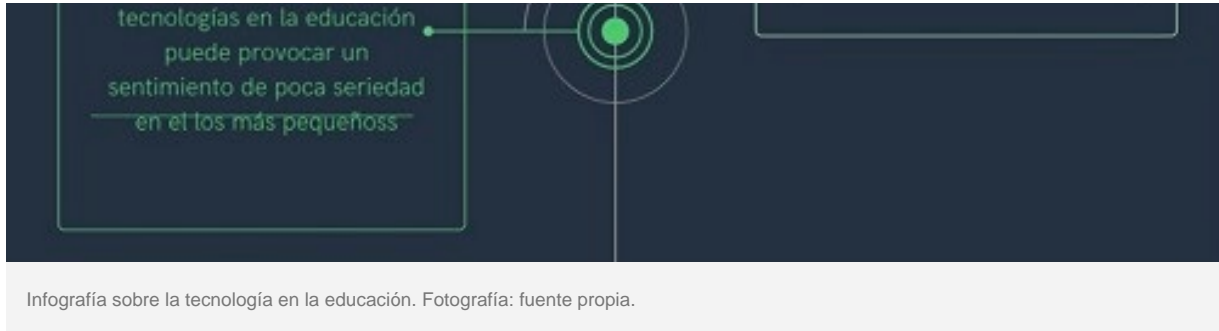 tecnologías en la educación
puede provocar un
sentimiento de poca seriedad
en el los más pequeñoss
Infografía sobre la tecnología en la educación. Fotografía: fuente propia.